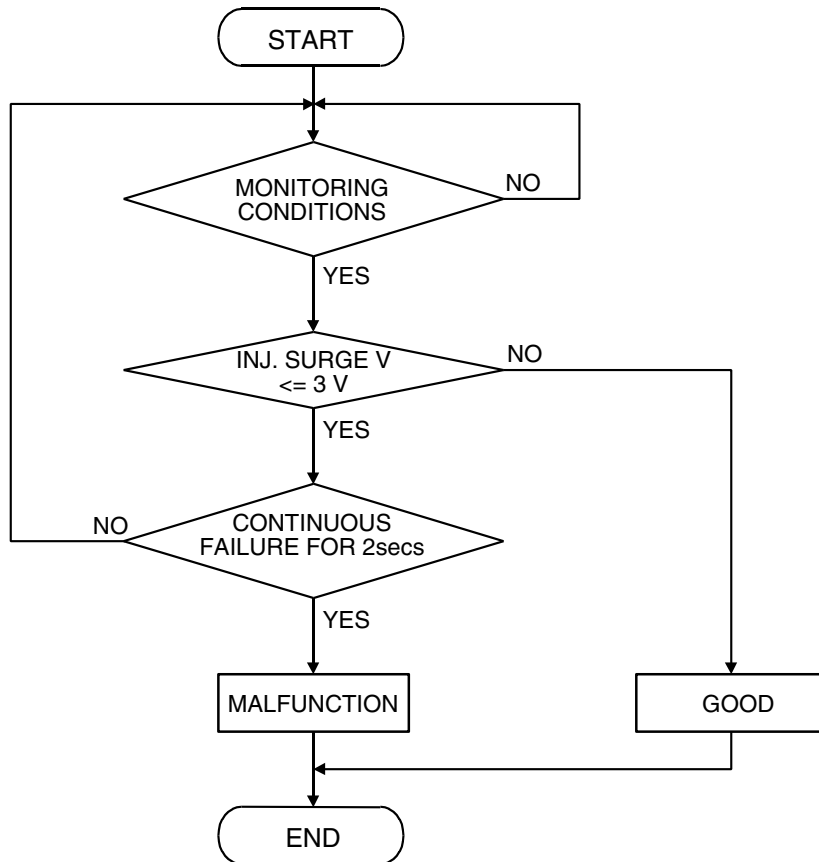 START
MONITORING
CONDITIONS
NO
YES
INJ. SURGE V
<= 3 V
NO
YES
CONTINUOUS
FAILURE FOR 2secs
NO
YES
MALFUNCTION
GOOD
END